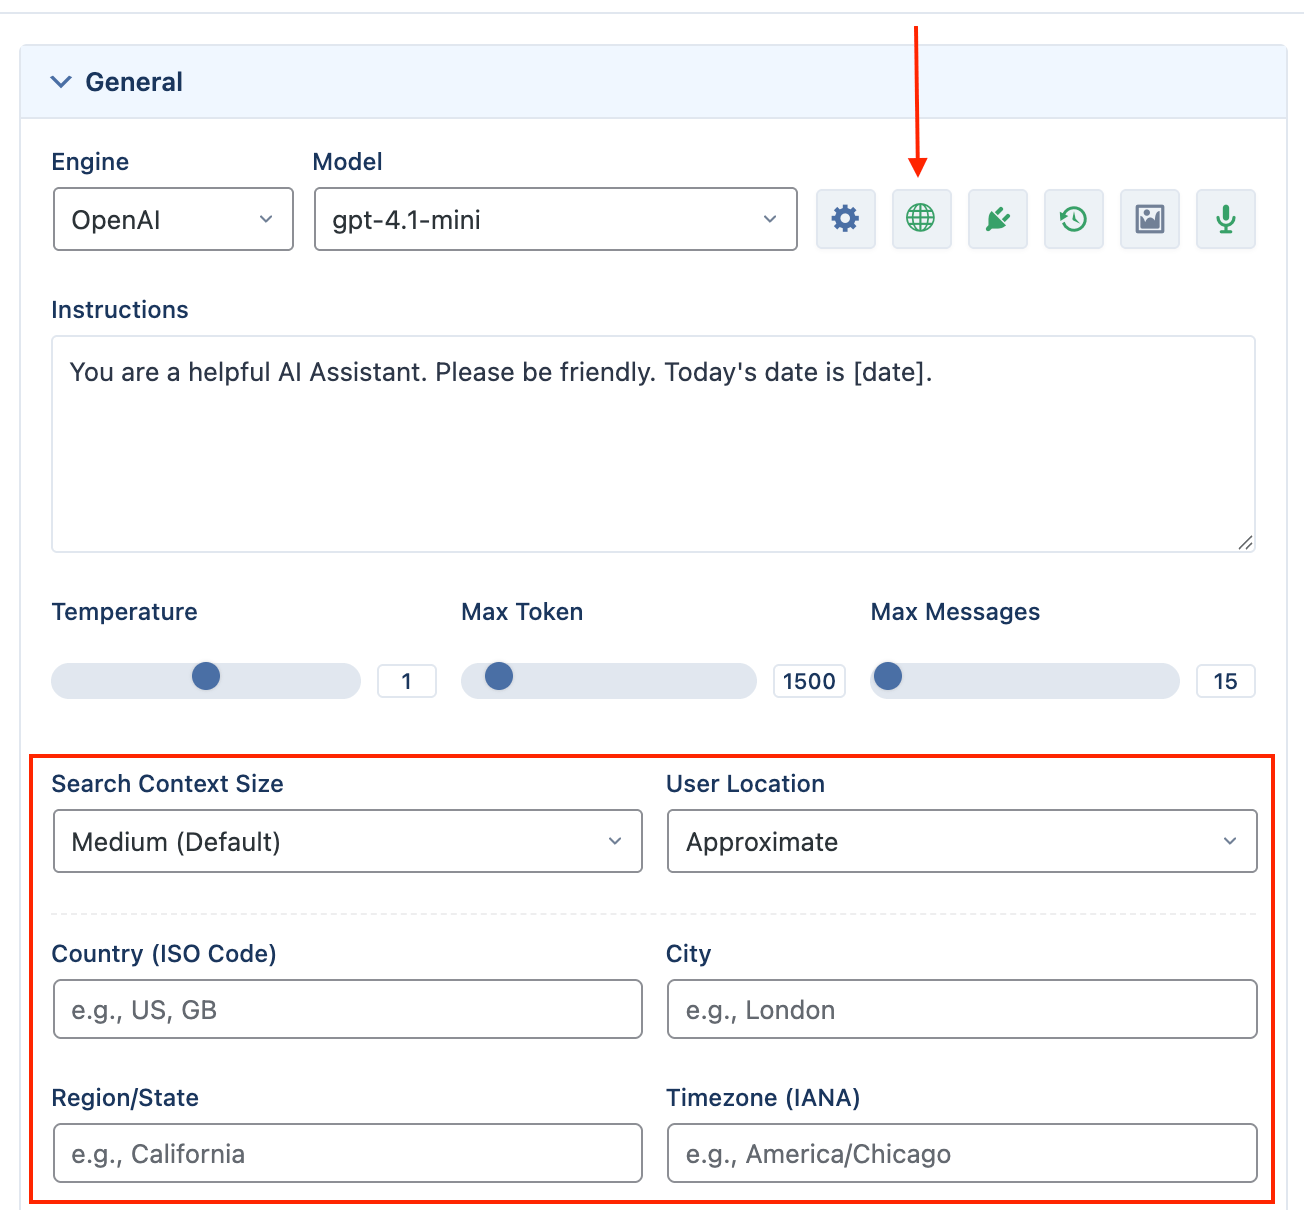 General
Engine
Model
OpenAI
gpt-4.1-mini
Instructions
You are a helpful AI Assistant. Please be friendly. Today's date is [date].
Temperature
Max Token
Max Messages
1
1500
15
Search Context Size
User Location
Medium (Default)
Approximate
Country (ISO Code)
City
e.g., US, GB
e.g., London
Region/State
Timezone (IANA)
e.g., California
e.g., America/Chicago